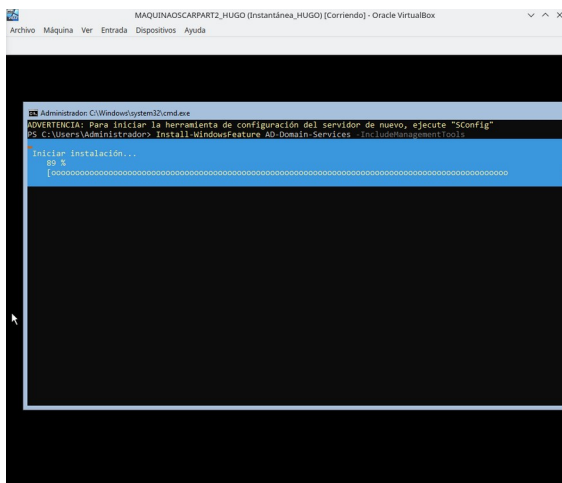 MAQUINAOSCARPART2_HUGO (Instantánea_HUGO) [Corriendo] - Oracle VirtualBox
Archivo Máquina Ver Entrada Dispositivos Ayuda
Administrador: C:\Windows\system32\cmd.exe
ADVERTENCIA: Para iniciar la herramienta de configuración del servidor de nuevo, ejecute "SConfig"
PS C:\Users\Administrador> Install-WindowsFeature AD-Domain-Services -IncludeManagementTools
Iniciar instalación...
89 %
[oooooooooooooooooooooooooooooooooooooooooooooooooooooooooooooooooooooooooooooooooooooooooooooo